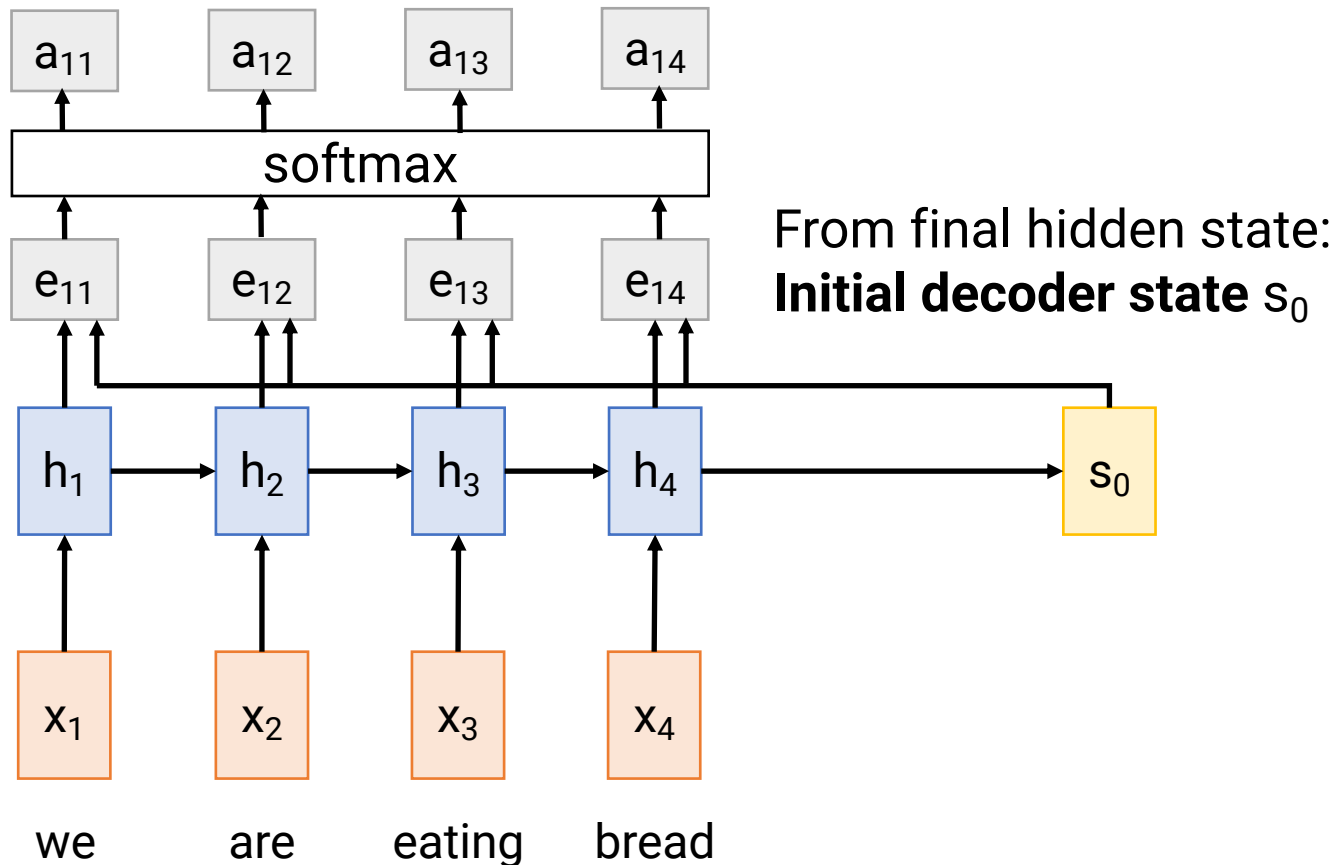 a₁₁ a₁₂ a₁₃ a₁₄
softmax
e₁₁ e₁₂ e₁₃ e₁₄
From final hidden state:
Initial decoder state s₀
h₁ h₂ h₃ h₄ s₀
x₁ x₂ x₃ x₄
we are eating bread